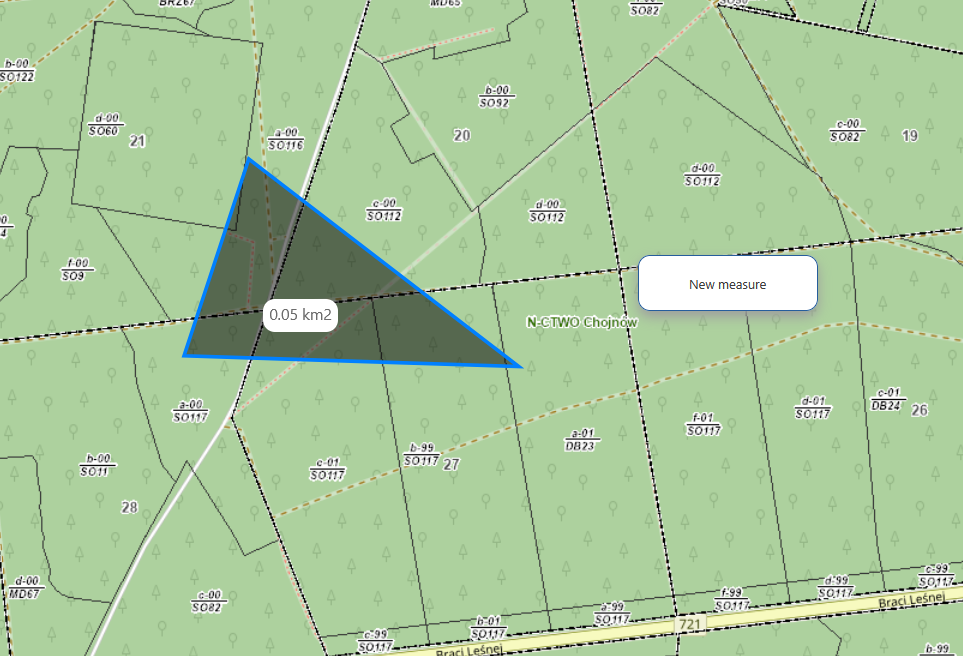 BRZ67
MD65
SO82
SO50
b-00
SO122
b-00
SO92
d-00
SO60
21
a-00
SO116
20
c-00
SO82
19
d-00
SO112
c-00
SO112
d-00
SO112
f-00
SO9
New measure
0.05 km2
N-CTWO Chojnów
a-00
SO117
c-01
DB24
26
d-01
SO117
f-01
SO117
a-01
DB23
b-99
SO117
27
c-01
SO117
b-00
SO11
28
d-00
MD67
c-00
SO82
c-99
SO117
d-99
SO117
f-99
SO117
a-99
SO117
b-01
SO117
c-99
SO117
721
Braci Leśnej
Braci Leśnej
b-99